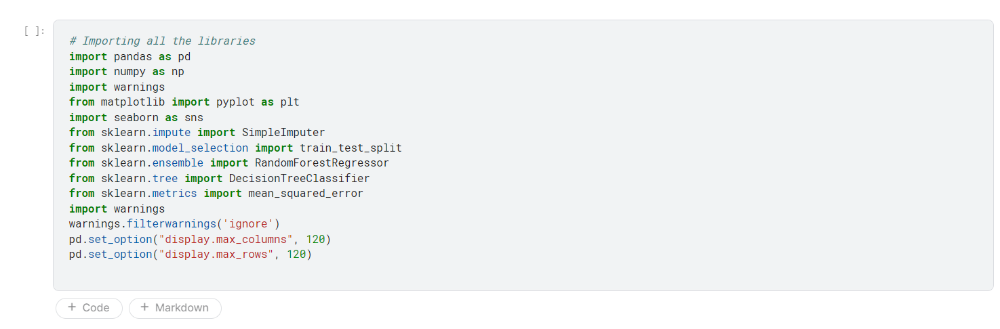 [ ]:
# Importing all the libraries
import pandas as pd
import numpy as np
import warnings
from matplotlib import pyplot as plt
import seaborn as sns
from sklearn.impute import SimpleImputer
from sklearn.model_selection import train_test_split
from sklearn.ensemble import RandomForestRegressor
from sklearn.tree import DecisionTreeClassifier
from sklearn.metrics import mean_squared_error
import warnings
warnings.filterwarnings('ignore')
pd.set_option("display.max_columns", 120)
pd.set_option("display.max_rows", 120)
+ Code + Markdown